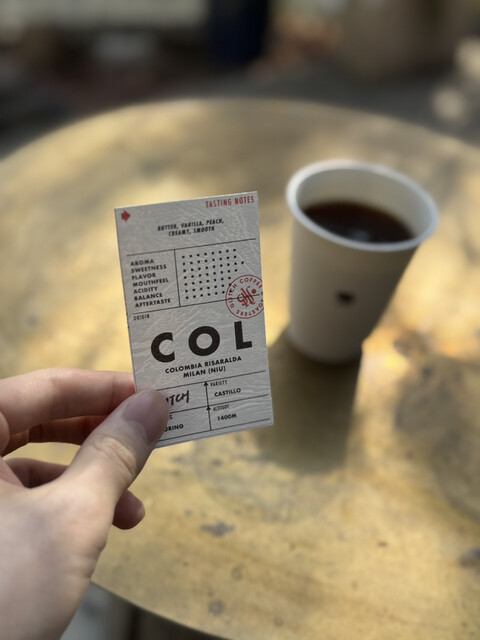 TASTING NOTES
BUTTER, VANILLA, PEACH,
CREAMY, SMOOTH
AROMA
SWEETNESS
FLAVOR
MOUTHFEEL
ACIDITY
BALANCE
AFTERTASTE
ORIGIN
COL
COLOMBIA RISARALDA
MILAN (NIU)
VARIETY
CASTILLO
ALTITUDE
1400M